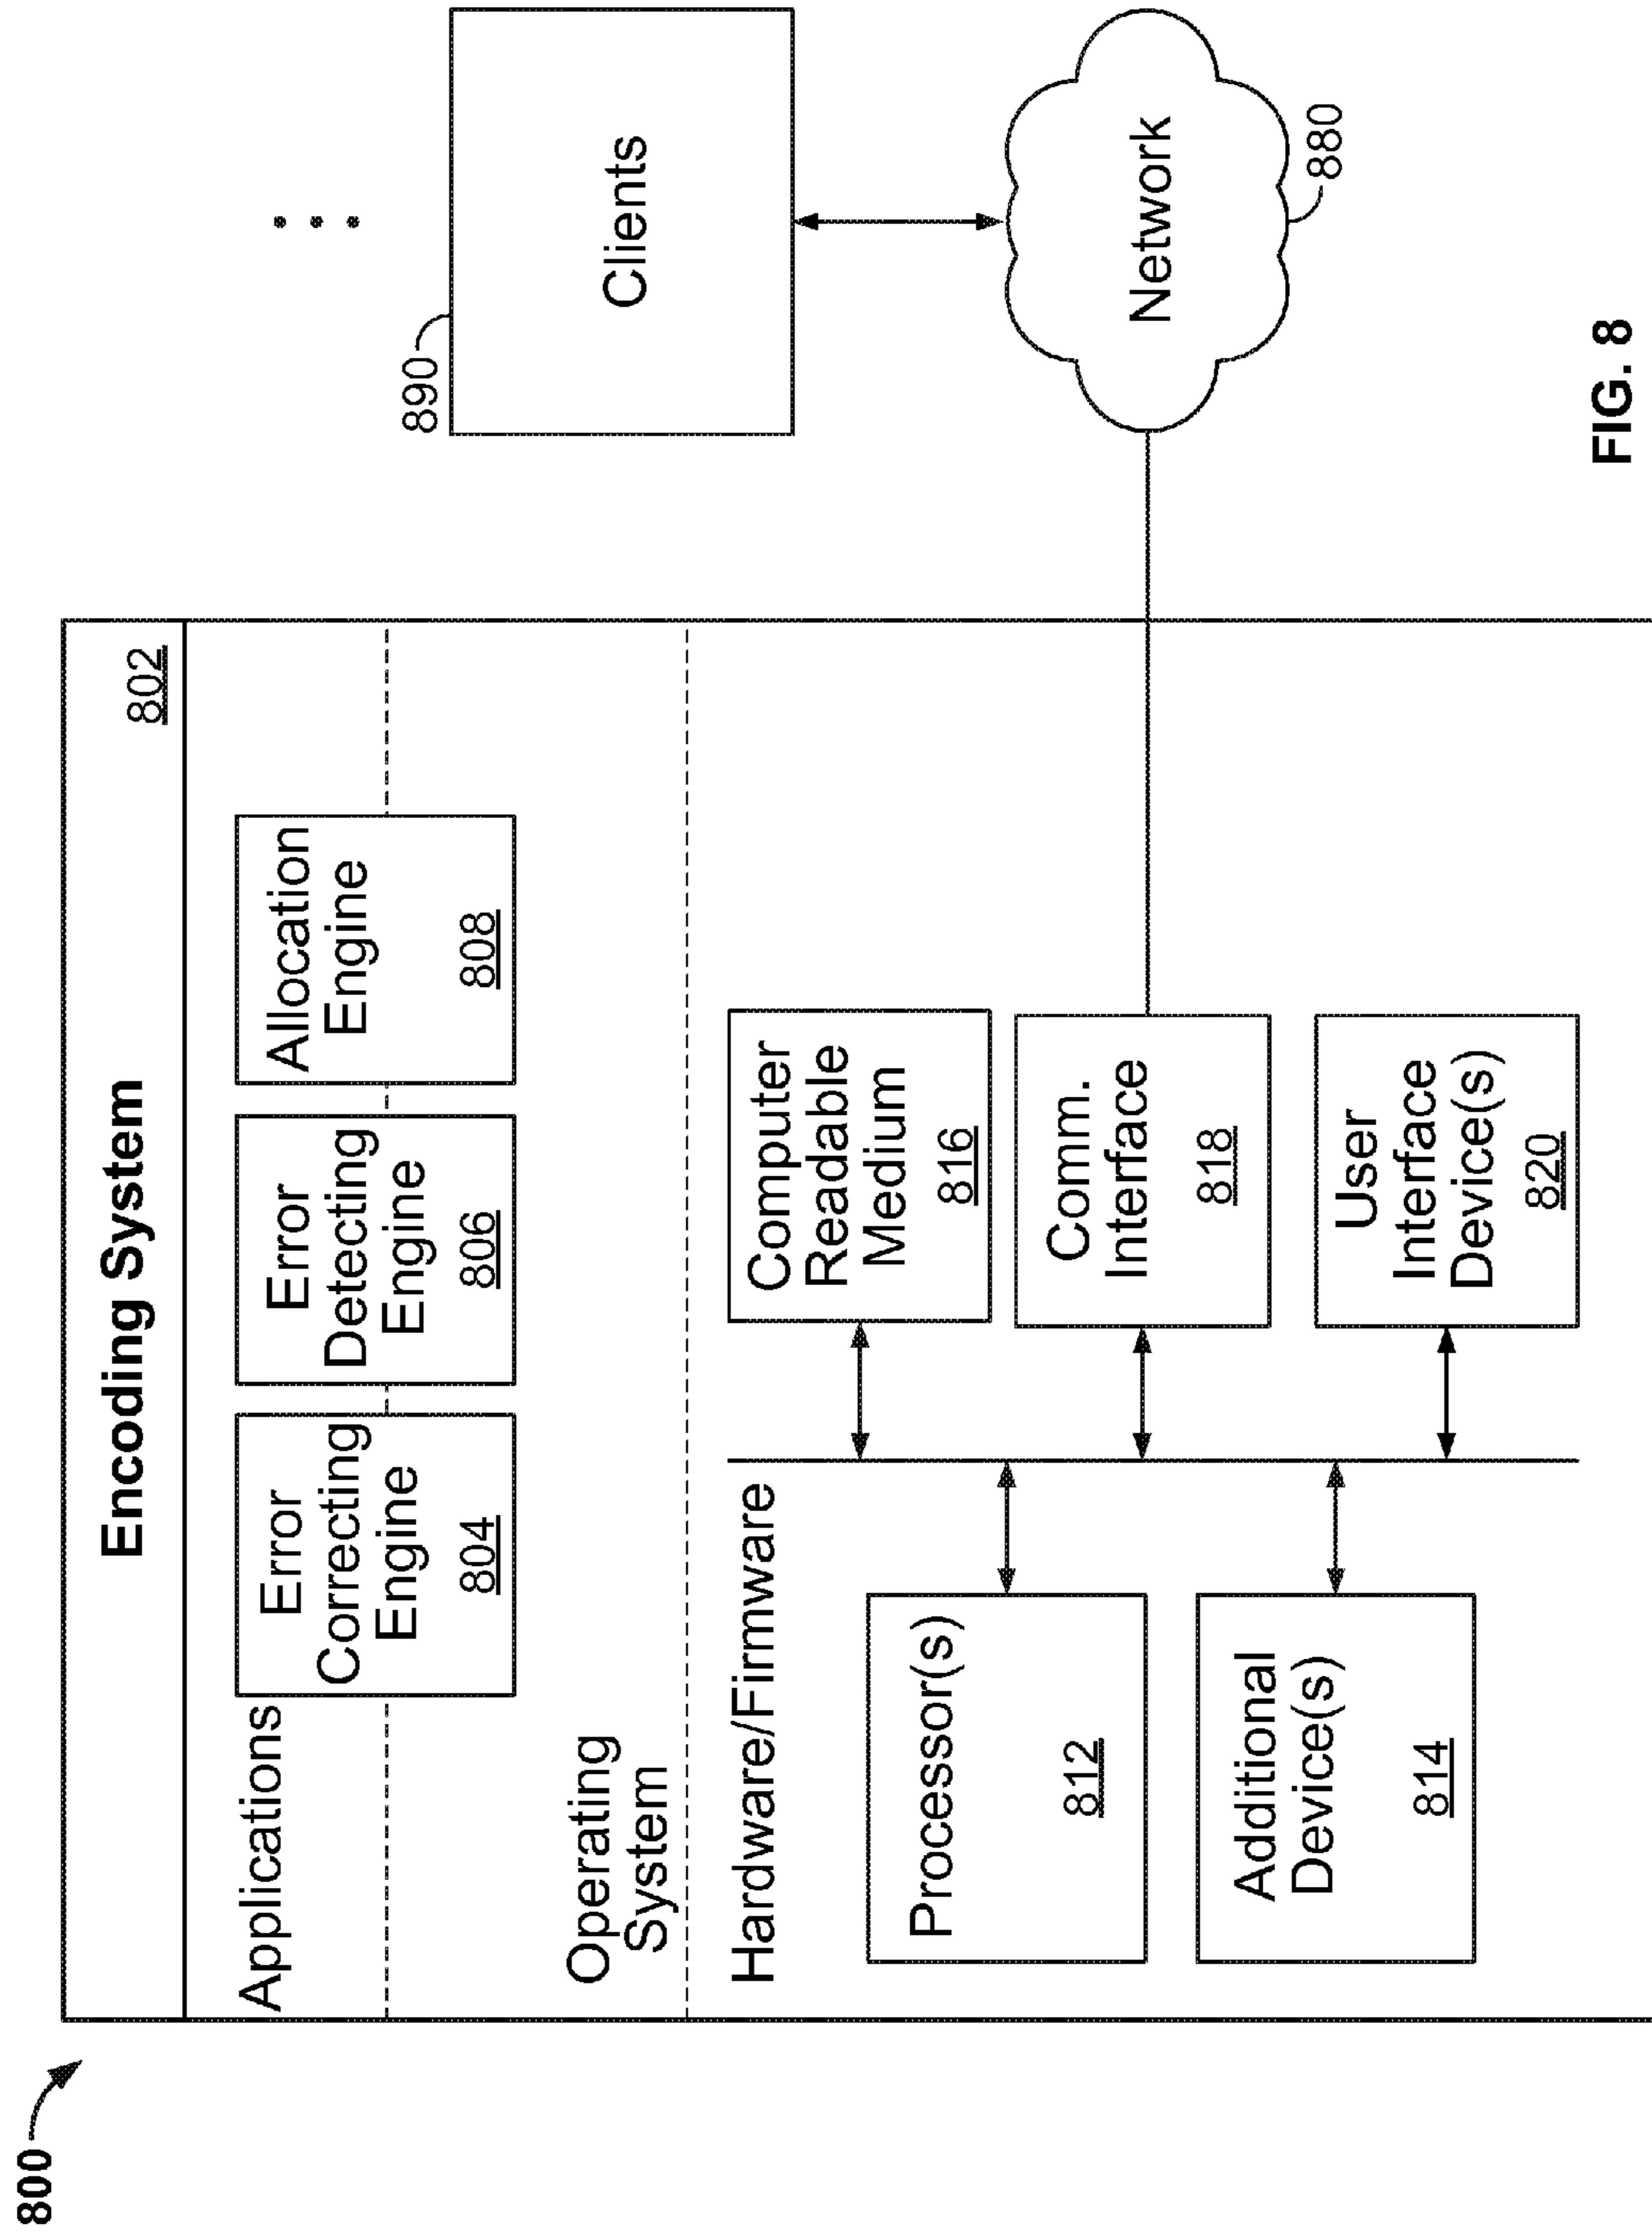 800
Encoding System
802
Applications
Error
Correcting
Engine
804
Error
Detecting
Engine
806
Allocation
Engine
808
Operating
System
Hardware/Firmware
Processor(s)
812
Additional
Device(s)
814
Computer
Readable
Medium
816
Comm.
Interface
818
User
Interface
Device(s)
820
890
Clients
Network
880
FIG. 8